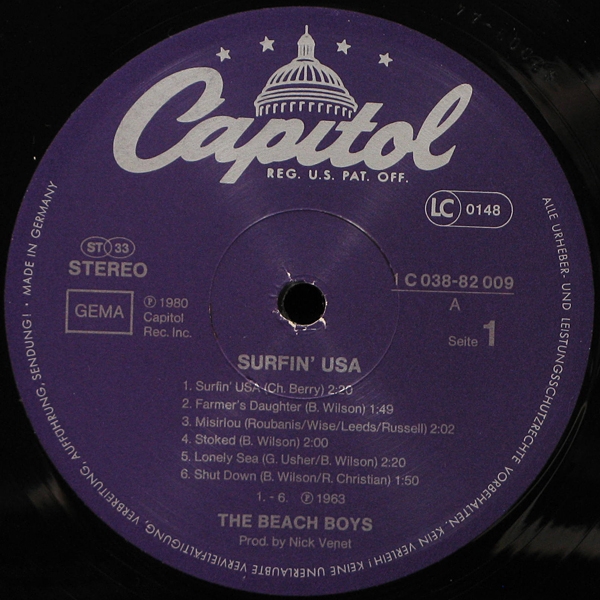 Capitol
REG. U.S. PAT. OFF.
LC 0148
ST 33
STEREO
GEMA
℗ 1980
Capitol
Rec. Inc.
1 C 038-82 009
A
Seite 1
SURFIN' USA
1. Surfin' USA (Ch. Berry) 2:20
2. Farmer's Daughter (B. Wilson) 1:49
3. Misirlou (Roubanis/Wise/Leeds/Russell) 2:02
4. Stoked (B. Wilson) 2:00
5. Lonely Sea (G. Usher/B. Wilson) 2:20
6. Shut Down (B. Wilson/R. Christian) 1:50
1. - 6. ℗ 1963
THE BEACH BOYS
Prod. by Nick Venet
ALLE URHEBER- UND LEISTUNGSSCHUTZRECHTE VORBEHALTEN. KEIN VERLEIH! KEINE UNERLAUBTE VERVIELFÄLTIGUNG, VERBREITUNG, AUFFÜHRUNG, SENDUNG! · MADE IN GERMANY